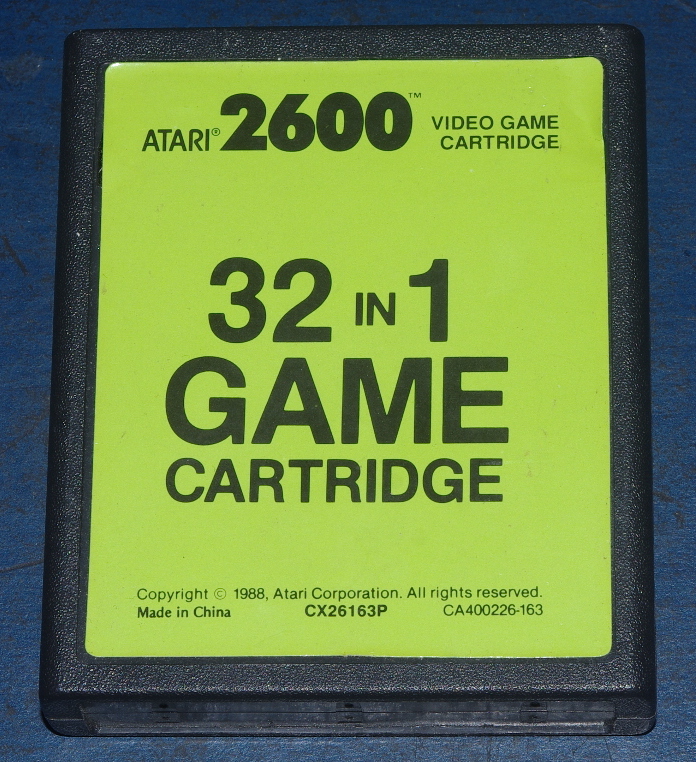 ATARI® 2600™ VIDEO GAME
CARTRIDGE
32 IN 1
GAME
CARTRIDGE
Copyright © 1988, Atari Corporation. All rights reserved.
Made in China CX26163P CA400226-163